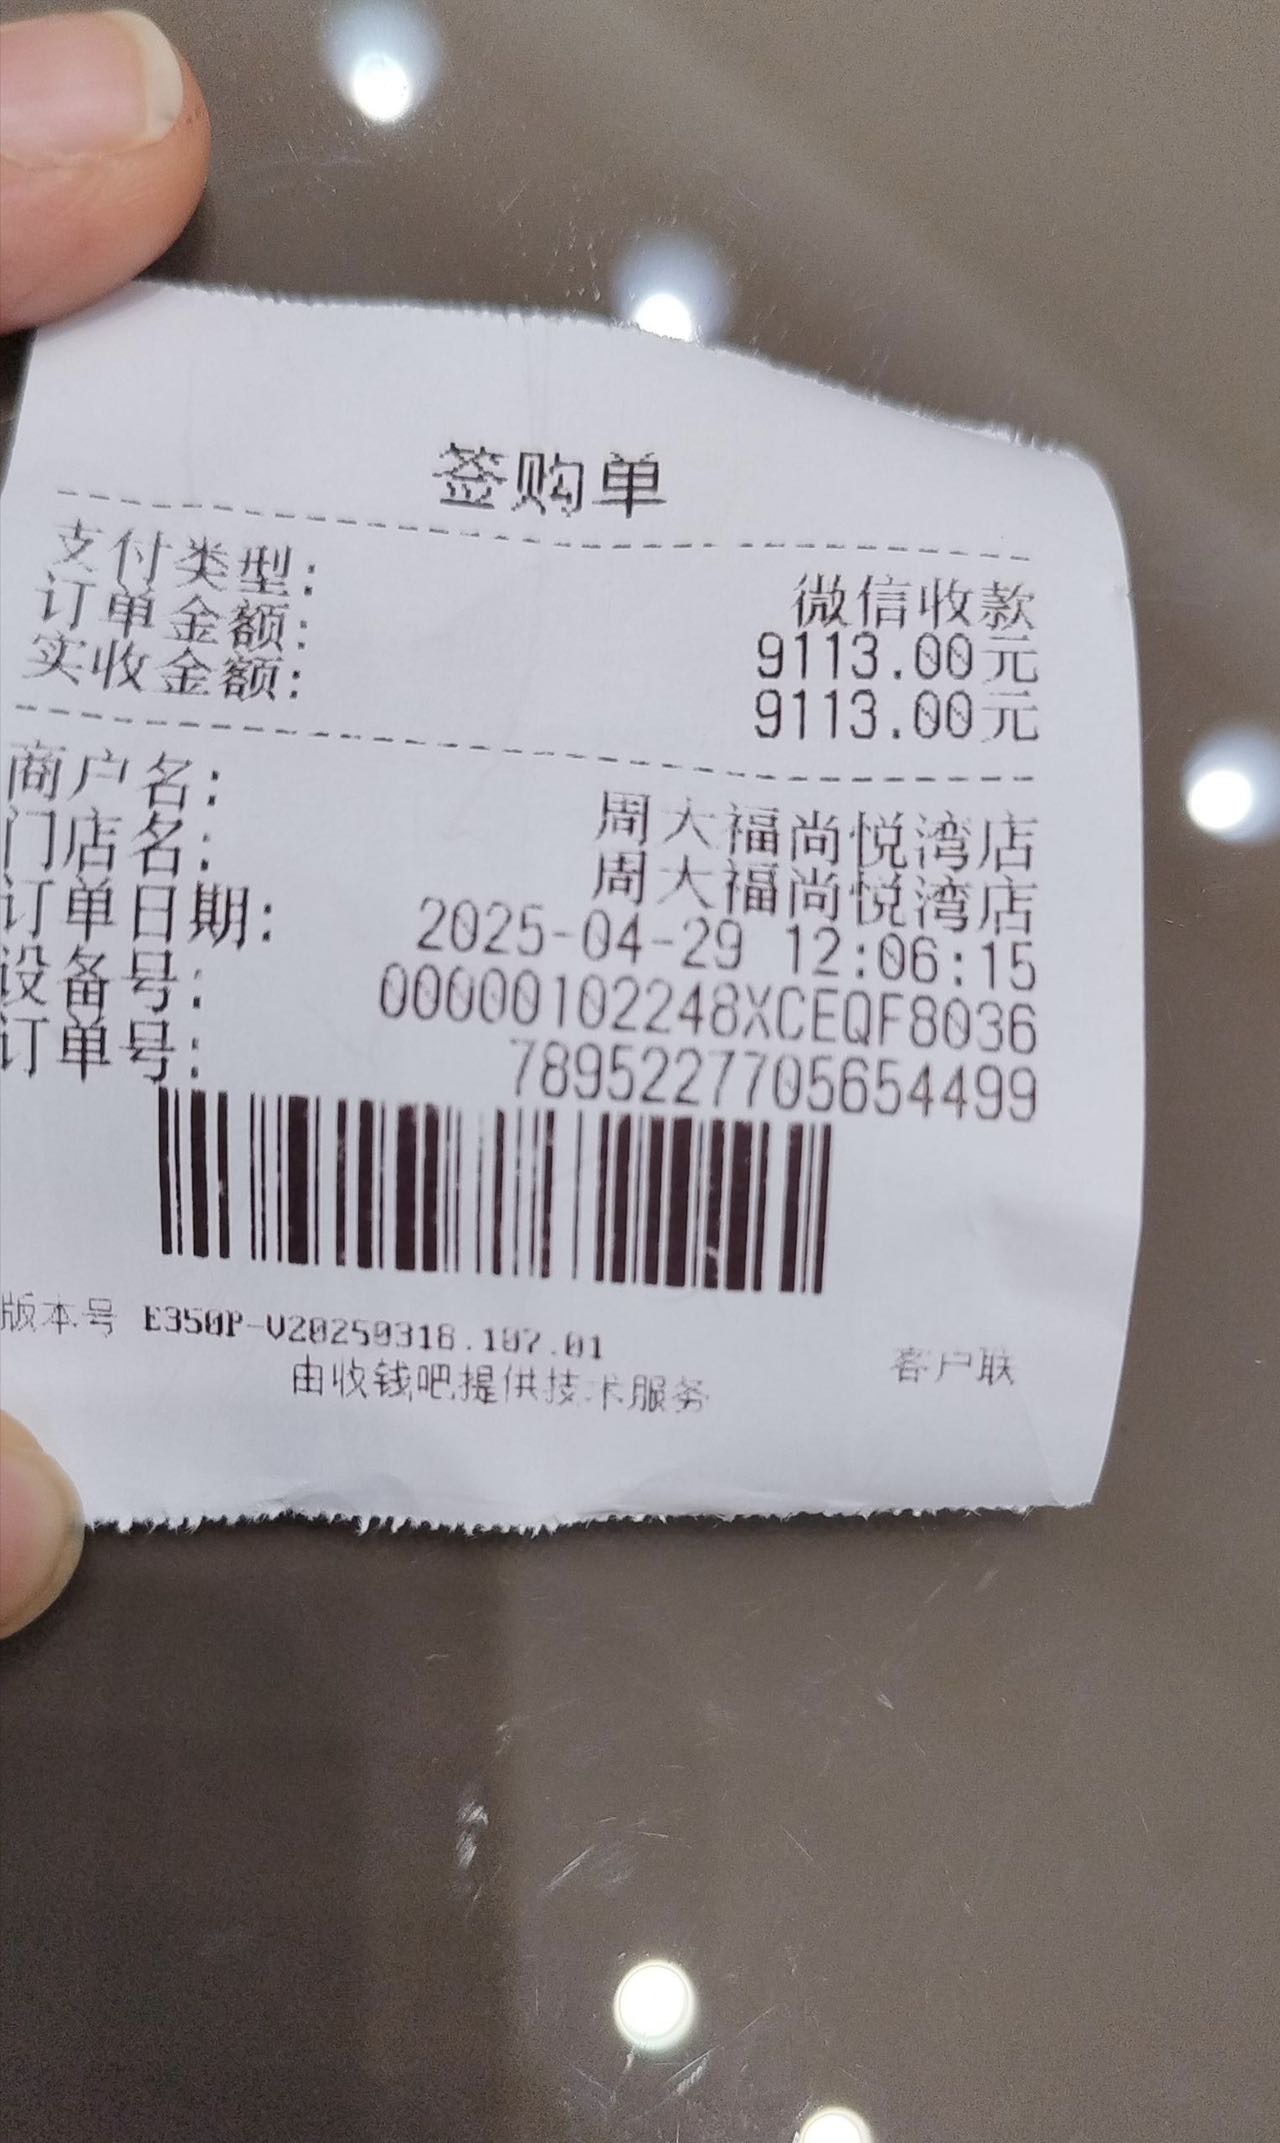 签购单
支付类型： 微信收款
订单金额： 9113.00元
实收金额： 9113.00元
商户名： 周大福尚悦湾店
门店名： 周大福尚悦湾店
订单日期： 2025-04-29 12:06:15
设备号： 00000102248XCEQF8036
订单号： 7895227705654499
版本号 E350P-V20250318.107.01
客户联
由收钱吧提供技术服务